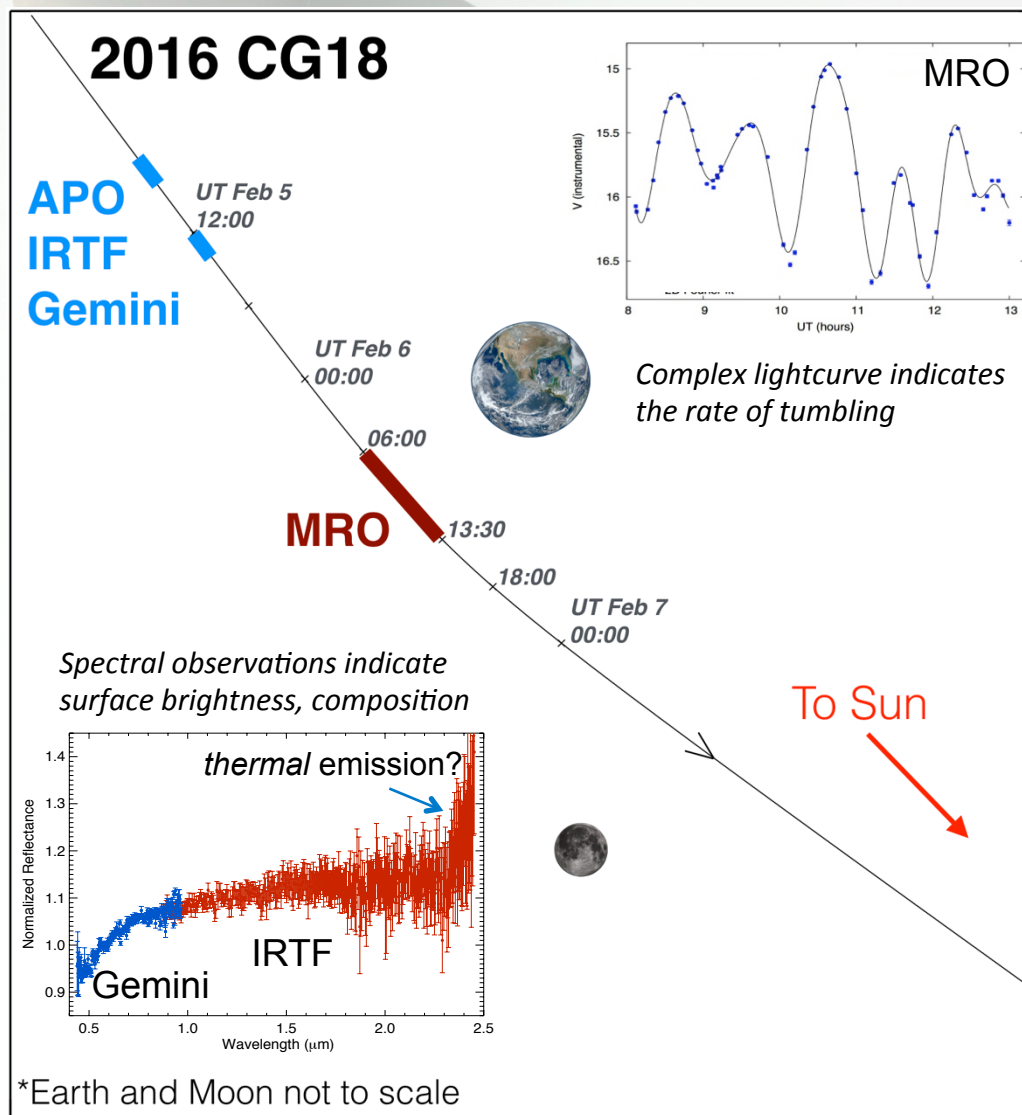 2016 CG18
MRO
15
15.5
16
16.5
V (instrumental)
8
9
10
11
12
13
UT (hours)
APO
IRTF
Gemini
UT Feb 5
12:00
UT Feb 6
00:00
Complex lightcurve indicates
the rate of tumbling
06:00
MRO
13:30
18:00
UT Feb 7
00:00
Spectral observations indicate
surface brightness, composition
To Sun
thermal emission?
1.4
1.3
1.2
1.1
1.0
0.9
Normalized Reflectance
IRTF
Gemini
0.5
1.0
1.5
2.0
2.5
Wavelength (μm)
*Earth and Moon not to scale